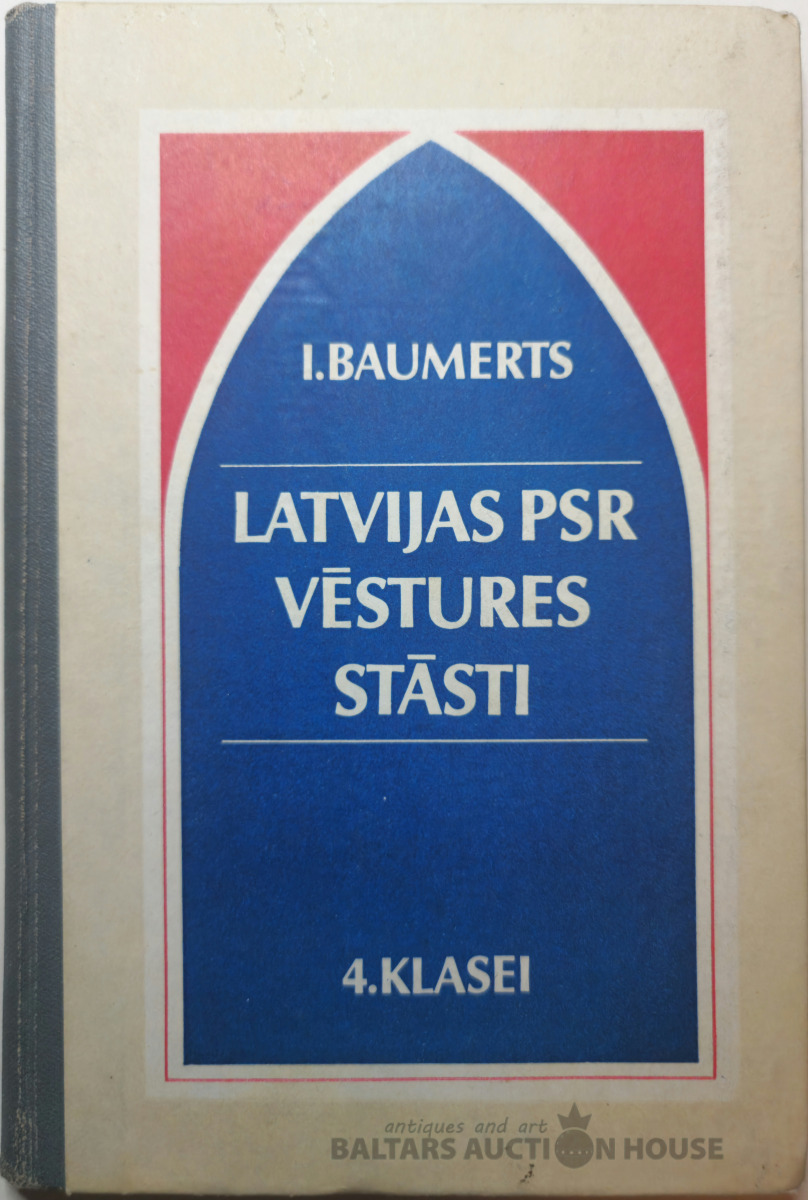 I.BAUMERTS
LATVIJAS PSR
VĒSTURES
STĀSTI
4.KLASEI
antiques and art
BALTARS AUCTION HOUSE